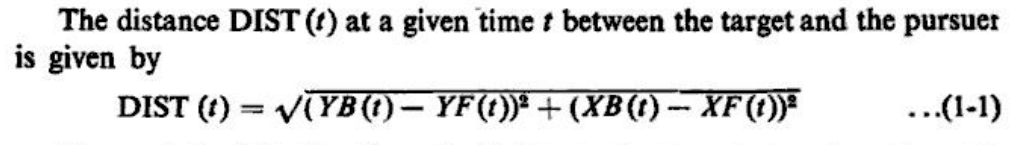 The distance DIST (t) at a given time t between the target and the pursuer
is given by
DIST (t) = √(YB(t) − YF(t))² + (XB(t) − XF(t))² ...(1-1)